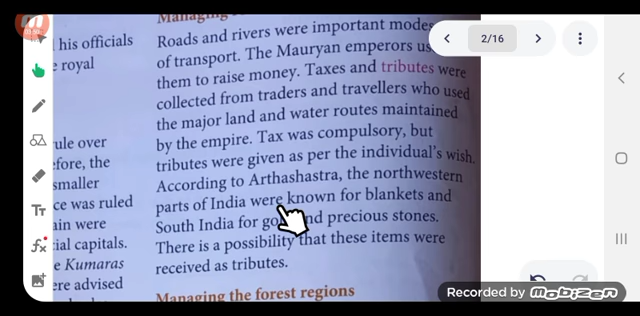 Managing
his officials
royal
ule over
fore, the
smaller
ce was ruled
ain were
ial capitals.
e Kumaras
ere advised
Roads and rivers were important modes
of transport. The Mauryan emperors us
them to raise money. Taxes and tributes were
collected from traders and travellers who used
the major land and water routes maintained
by the empire. Tax was compulsory, but
tributes were given as per the individual's wish.
According to Arthashastra, the northwestern
parts of India were known for blankets and
South India for go nd precious stones.
There is a possibility that these items were
received as tributes.
Managing the forest regions
2/16
Tт
fx
Recorded by Mobizen